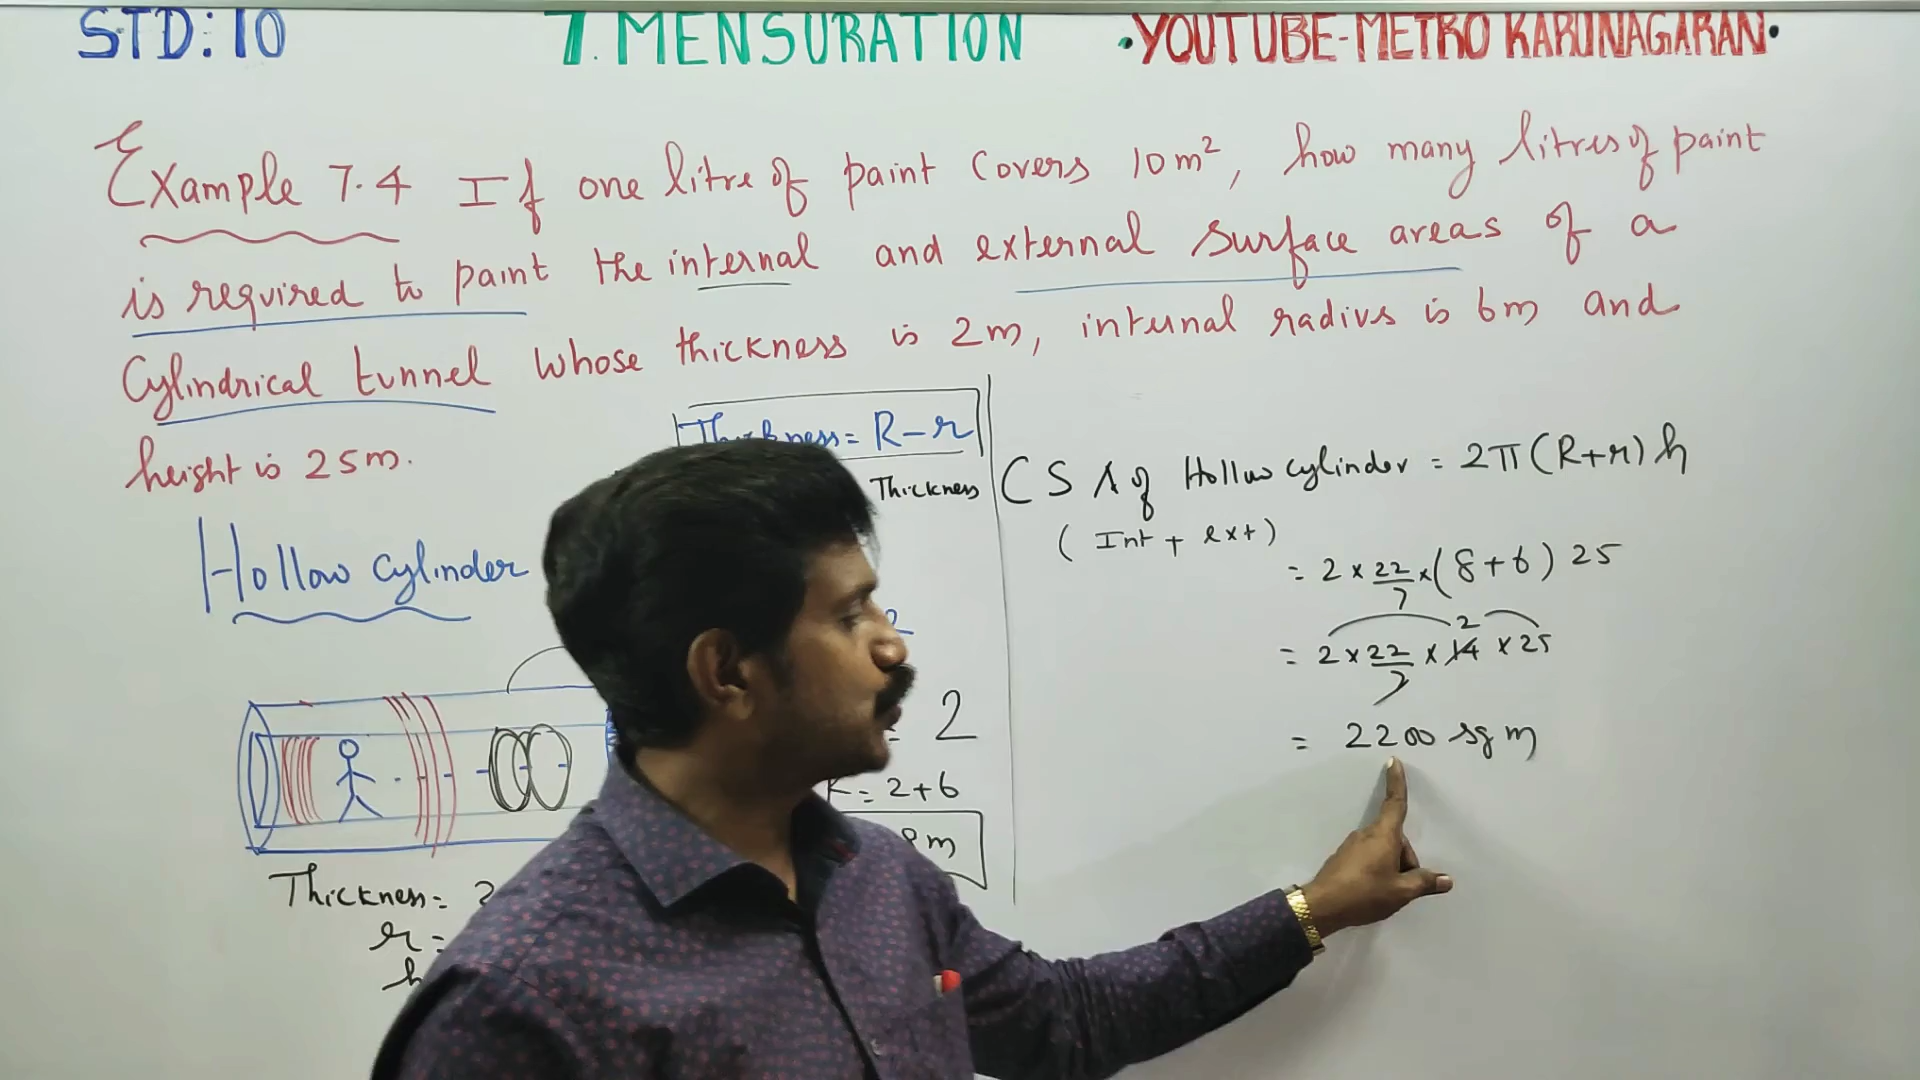 STD: 10 7. MENSURATION •YOUTUBE-METRO KARUNAGARAN•
Example 7.4 If one litre of paint covers 10m², how many litres of paint
is required to paint the internal and external surface areas of a
Cylindrical tunnel whose thickness is 2m, internal radius is 6m and
height is 25m.
Hollow cylinder
Thickness = R-r
Thickness
2
2
= 2+6
m
Thickness =
r =
h
CSA of Hollow cylinder = 2π(R+r)h
(Int + ext)
= 2 × 22/7 × (8+6) 25
2
= 2 × 22/7 × 14 × 25
= 2200 sq m